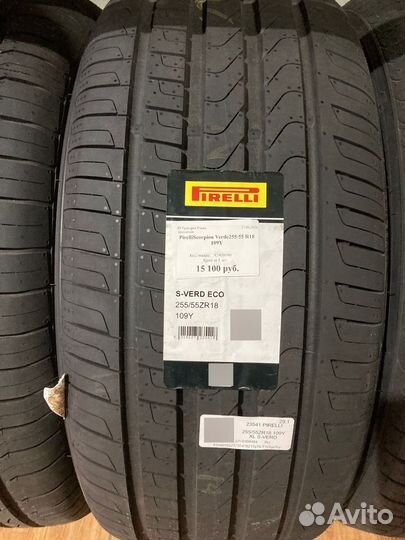 PIRELLI
PirelliScorpion Verde255-55 R18
109Y
15 100 руб.
S-VERD ECO
255/55ZR18
109Y
23541 PIRELLI
255/55ZR18 109Y
XL S-VERD
Avito